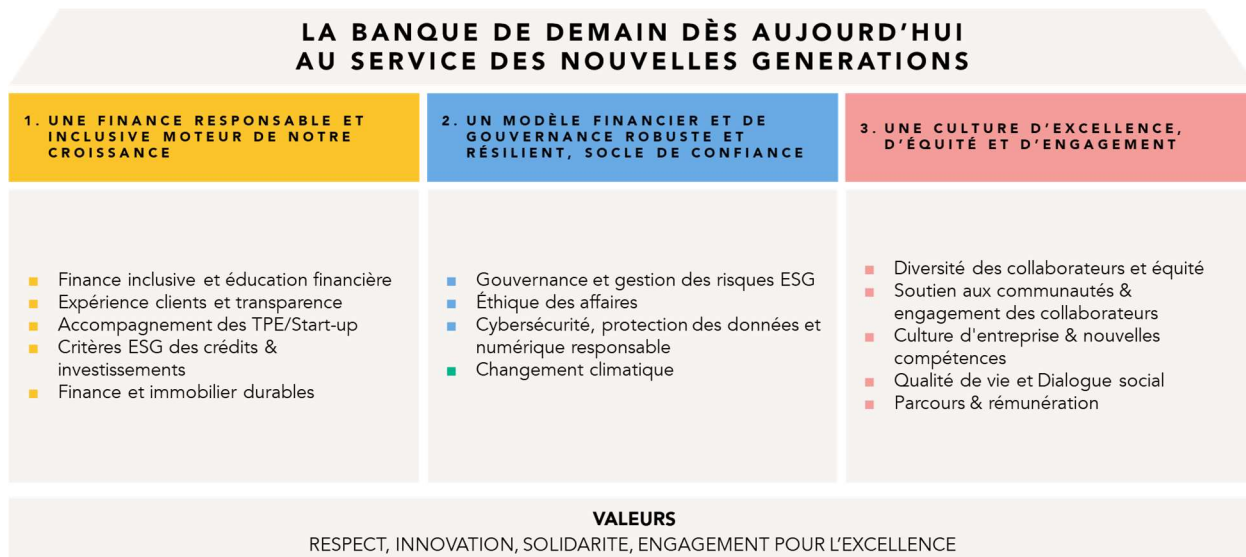 LA BANQUE DE DEMAIN DÈS AUJOURD'HUI
AU SERVICE DES NOUVELLES GENERATIONS
1. UNE FINANCE RESPONSABLE ET
INCLUSIVE MOTEUR DE NOTRE
CROISSANCE
2. UN MODÈLE FINANCIER ET DE
GOUVERNANCE ROBUSTE ET
RÉSILIENT, SOCLE DE CONFIANCE
3. UNE CULTURE D'EXCELLENCE,
D'ÉQUITÉ ET D'ENGAGEMENT
Finance inclusive et éducation financière
Expérience clients et transparence
Accompagnement des TPE/Start-up
Critères ESG des crédits &
investissements
Finance et immobilier durables
Gouvernance et gestion des risques ESG
Éthique des affaires
Cybersécurité, protection des données et
numérique responsable
Changement climatique
Diversité des collaborateurs et équité
Soutien aux communautés &
engagement des collaborateurs
Culture d'entreprise & nouvelles
compétences
Qualité de vie et Dialogue social
Parcours & rémunération
VALEURS
RESPECT, INNOVATION, SOLIDARITE, ENGAGEMENT POUR L'EXCELLENCE